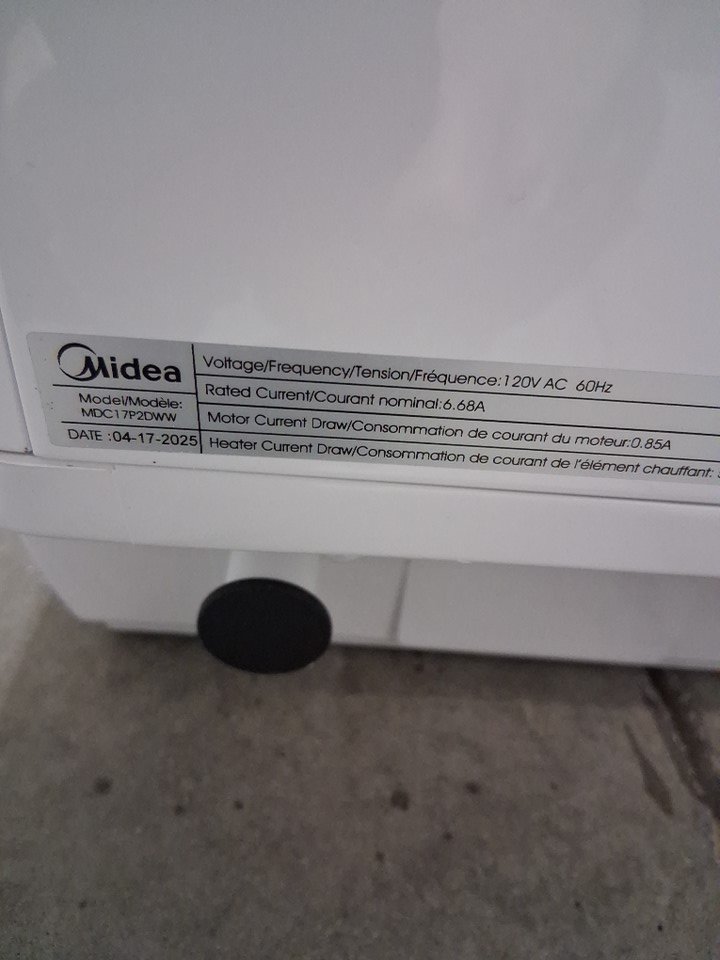 Midea
Model/Modèle:
MDC17P2DWW
DATE :04-17-2025
Voltage/Frequency/Tension/Fréquence:120V AC 60Hz
Rated Current/Courant nominal:6.68A
Motor Current Draw/Consommation de courant du moteur:0.85A
Heater Current Draw/Consommation de courant de l'élément chauffant: